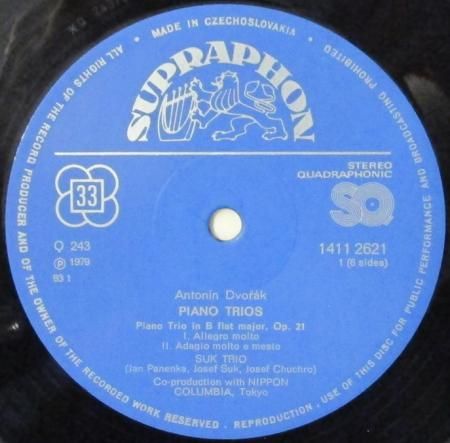 MADE IN CZECHOSLOVAKIA
ALL RIGHTS OF THE RECORD PRODUCER AND OF THE OWNER OF THE RECORDED WORK RESERVED . REPRODUCTION , USE OF THIS DISC FOR PUBLIC PERFORMANCE AND BROADCASTING PROHIBITED
SUPRAPHON
STEREO
QUADRAPHONIC
33
SQ
Q 243
1411 2621
Ⓟ 1979
1 (6 sides)
83 1
Antonín Dvořák
PIANO TRIOS
Piano Trio in B flat major, Op. 21
I. Allegro molto
II. Adagio molto e mesto
SUK TRIO
(Jan Panenka, Josef Suk, Josef Chuchro)
Co-production with NIPPON
COLUMBIA, Tokyo